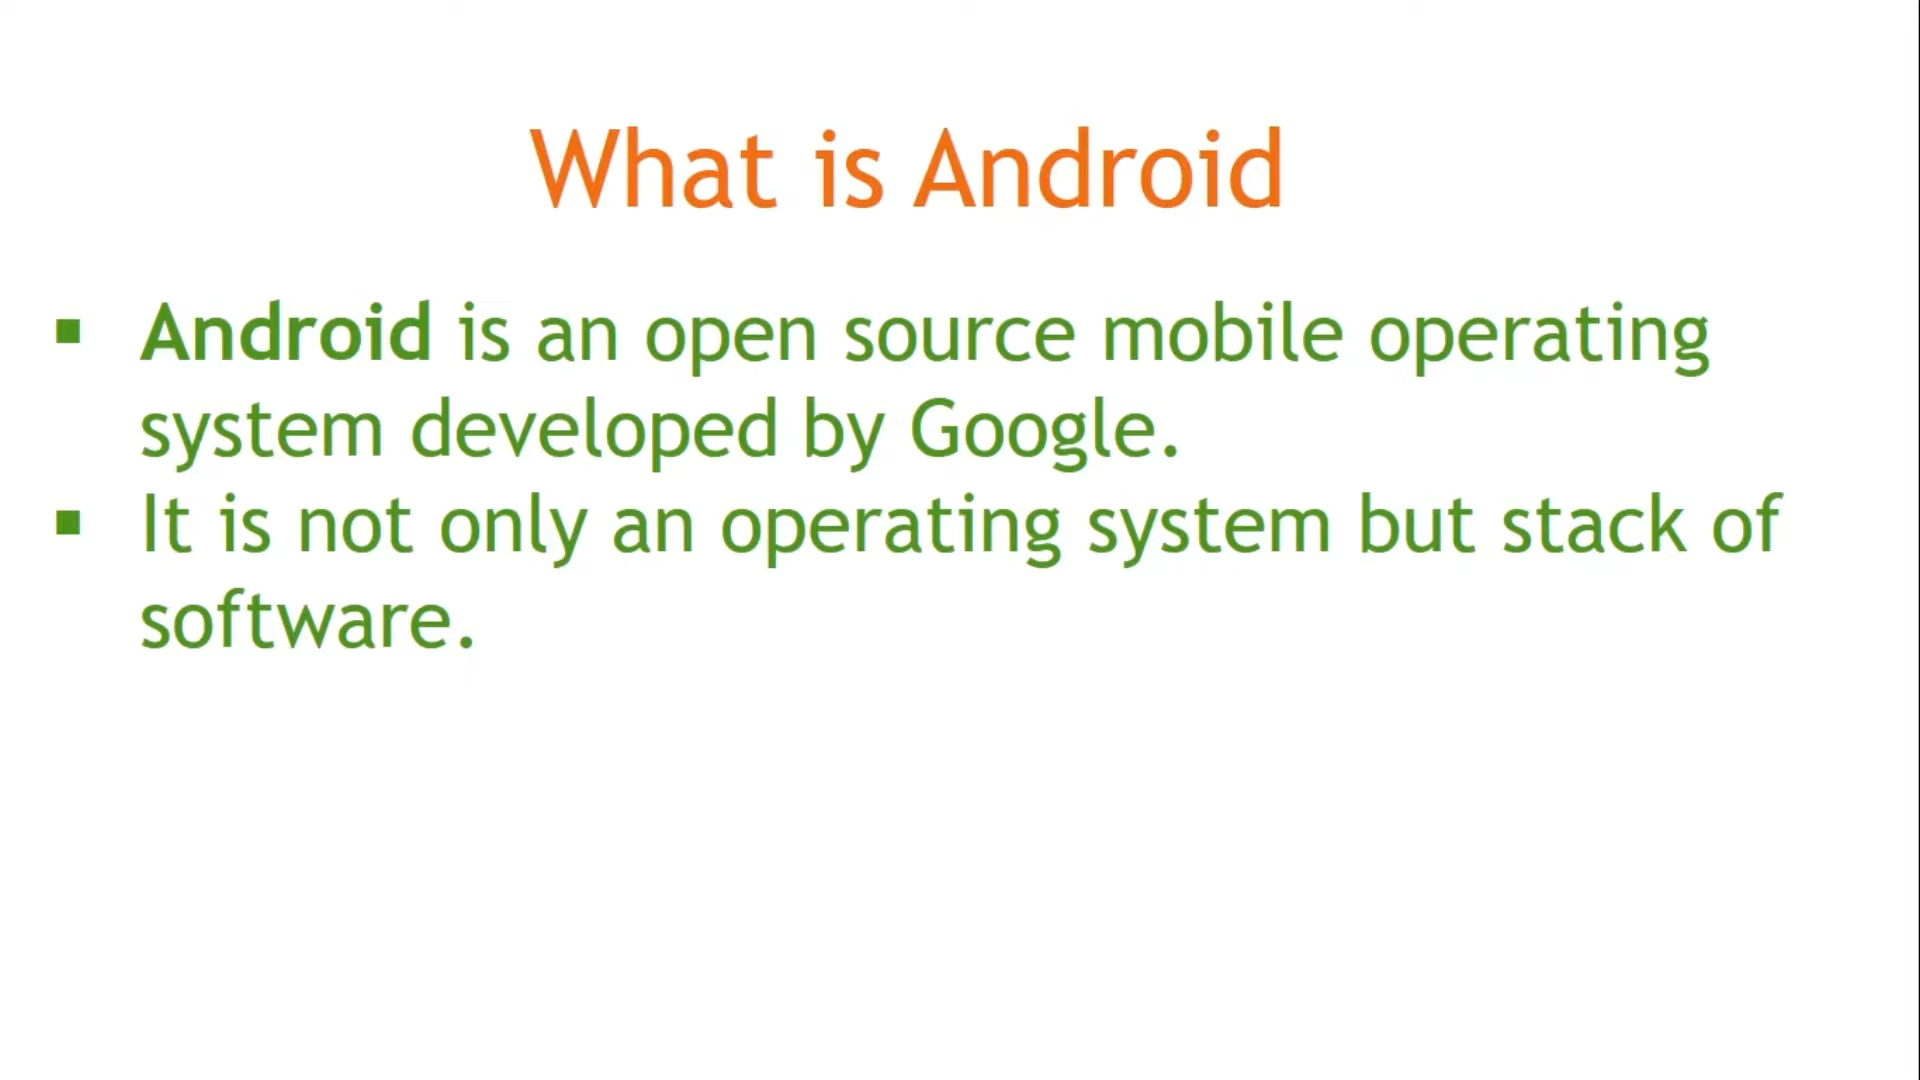 What is Android
▪ Android is an open source mobile operating
system developed by Google.
▪ It is not only an operating system but stack of
software.